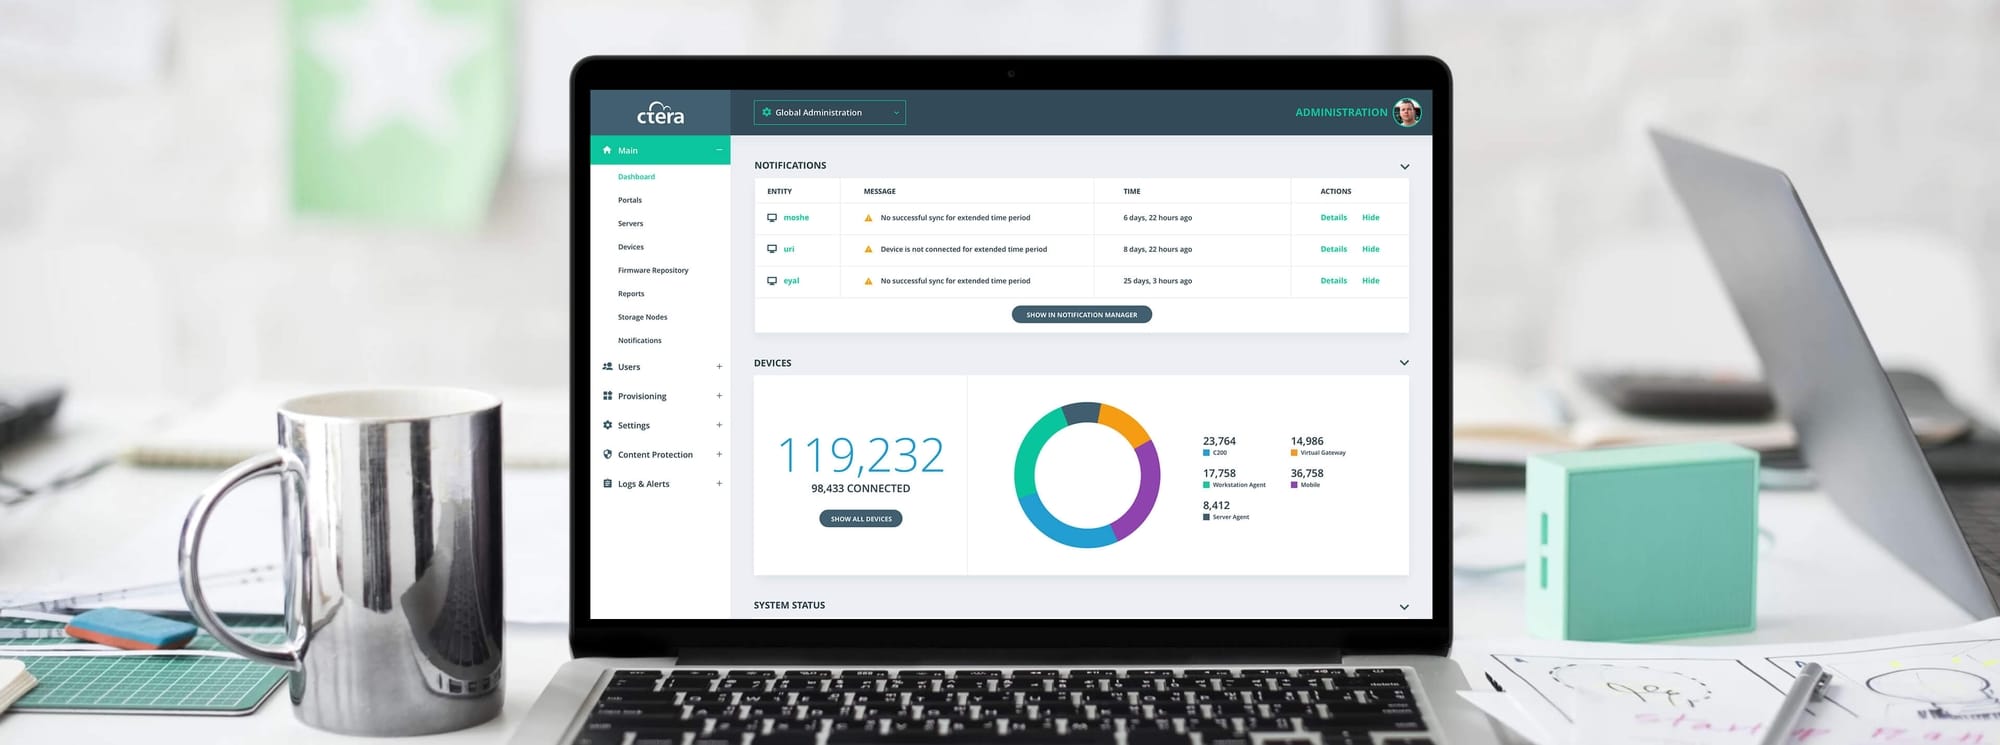 ctera
Global Administration
ADMINISTRATION
Main
Dashboard
Portals
Servers
Devices
Firmware Repository
Reports
Storage Nodes
Notifications
Users
Provisioning
Settings
Content Protection
Logs & Alerts
NOTIFICATIONS
ENTITY MESSAGE TIME ACTIONS
moshe No successful sync for extended time period 6 days, 22 hours ago Details Hide
uri Device is not connected for extended time period 8 days, 22 hours ago Details Hide
eyal No successful sync for extended time period 25 days, 3 hours ago Details Hide
SHOW IN NOTIFICATION MANAGER
DEVICES
119,232
98,433 CONNECTED
SHOW ALL DEVICES
23,764 14,986
C200 Virtual Gateway
17,758 36,758
Workstation Agent Mobile
8,412
Server Agent
SYSTEM STATUS